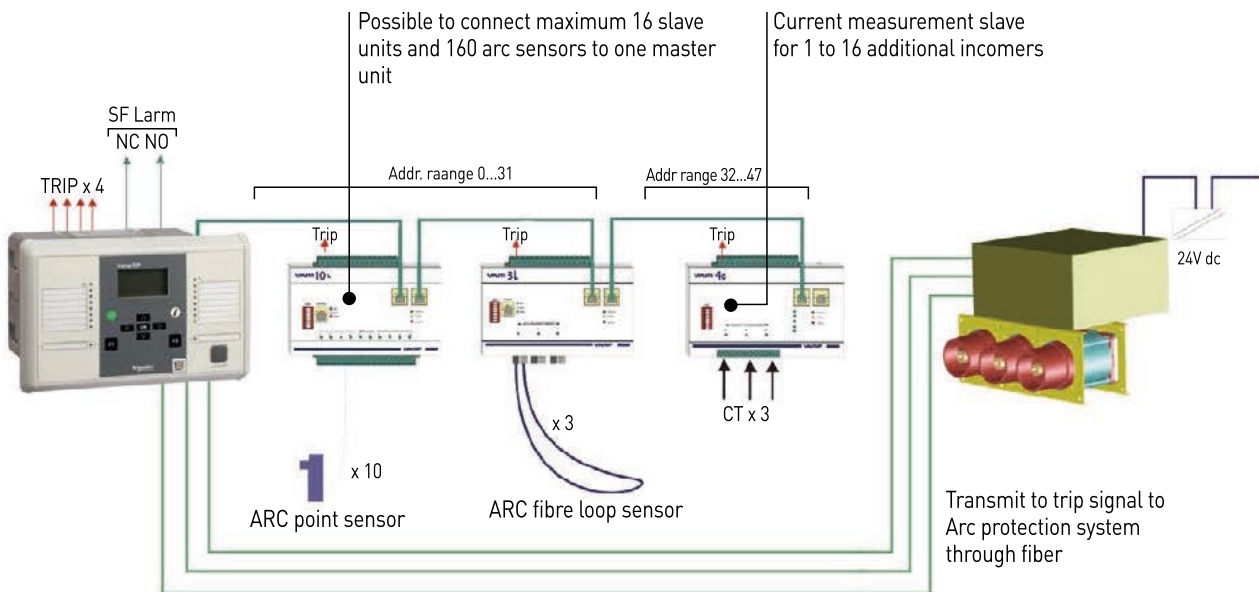 Possible to connect maximum 16 slave
units and 160 arc sensors to one master
unit
Current measurement slave
for 1 to 16 additional incomers
SF Larm
NC NO
TRIP x 4
Addr. raange 0...31
Addr range 32...47
Trip
Trip
Trip
10L
3L
24V dc
CT x 3
x 3
x 10
ARC point sensor
ARC fibre loop sensor
Transmit to trip signal to
Arc protection system
through fiber